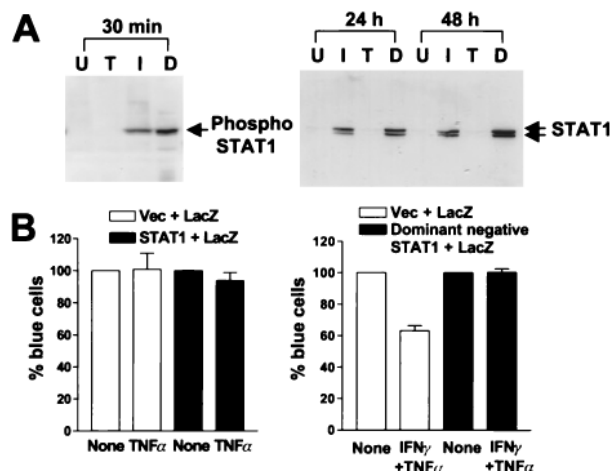 A
30 min
U T I D
Phospho
STAT1
24 h 48 h
U I T D U I T D
STAT1
B
Vec + LacZ
STAT1 + LacZ
% blue cells
120
100
80
60
40
20
0
None TNFα None TNFα
Vec + LacZ
Dominant negative
STAT1 + LacZ
% blue cells
120
100
80
60
40
20
0
None IFNγ None IFNγ
+TNFα +TNFα